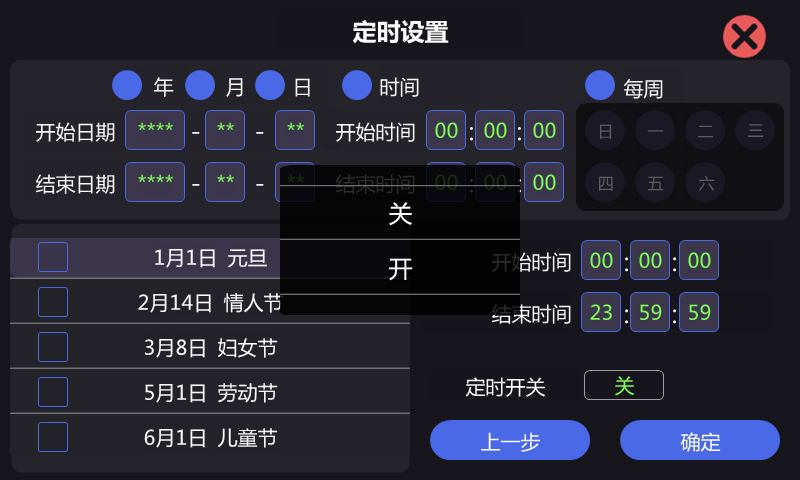 定时设置
年 月 日 时间 每周
开始日期 **** - ** - ** 开始时间 00 : 00 : 00
日 一 二 三
结束日期 **** - ** - ** 结束时间 00 : 00 : 00
四 五 六
关
开
1月1日 元旦
开始时间 00 : 00 : 00
2月14日 情人节
结束时间 23 : 59 : 59
3月8日 妇女节
5月1日 劳动节
定时开关 关
6月1日 儿童节
上一步 确定